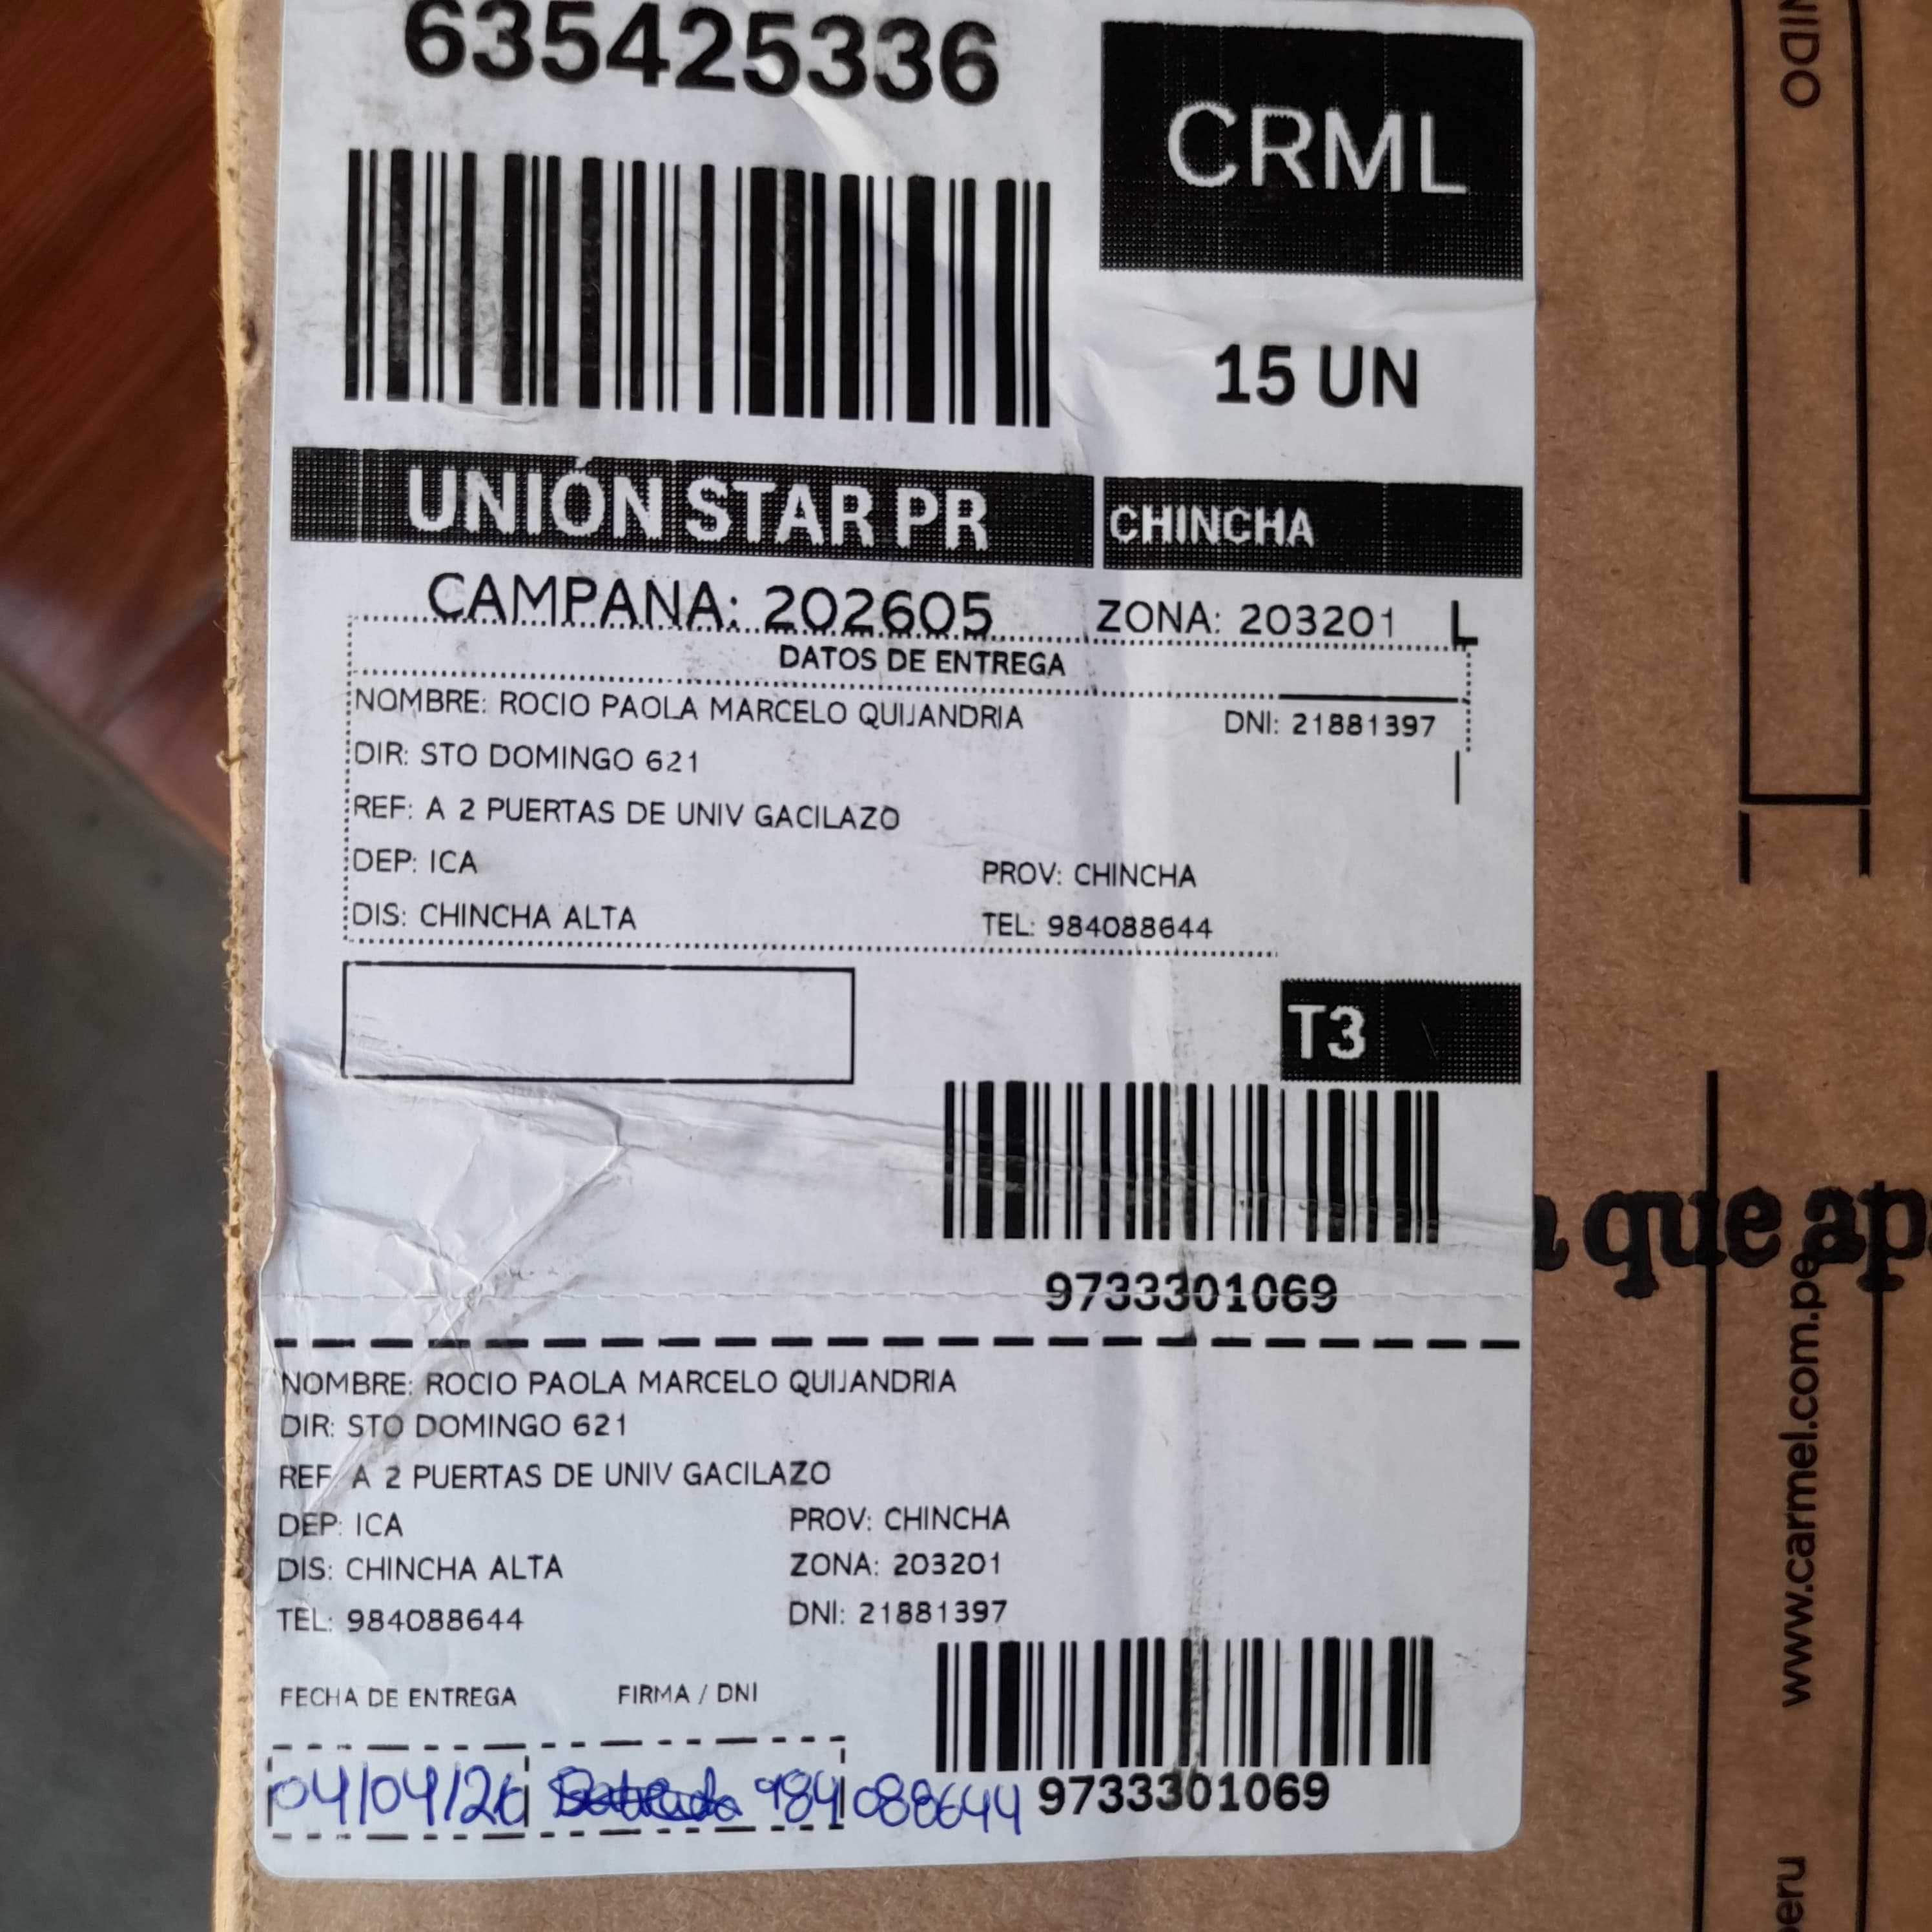 635425336
CRML
15 UN
UNIÓN STAR PR
CHINCHA
CAMPANA: 202605
ZONA: 203201
L
DATOS DE ENTREGA
NOMBRE: ROCIO PAOLA MARCELO QUIJANDRIA
DNI: 21881397
DIR: STO DOMINGO 621
REF: A 2 PUERTAS DE UNIV GACILAZO
DEP: ICA
PROV: CHINCHA
DIS: CHINCHA ALTA
TEL: 984088644
T3
9733301069
NOMBRE: ROCIO PAOLA MARCELO QUIJANDRIA
DIR: STO DOMINGO 621
REF: A 2 PUERTAS DE UNIV GACILAZO
DEP: ICA
PROV: CHINCHA
DIS: CHINCHA ALTA
ZONA: 203201
TEL: 984088644
DNI: 21881397
FECHA DE ENTREGA
FIRMA / DNI
04/04/26 984088644
9733301069
que
www.carmel.com.pe